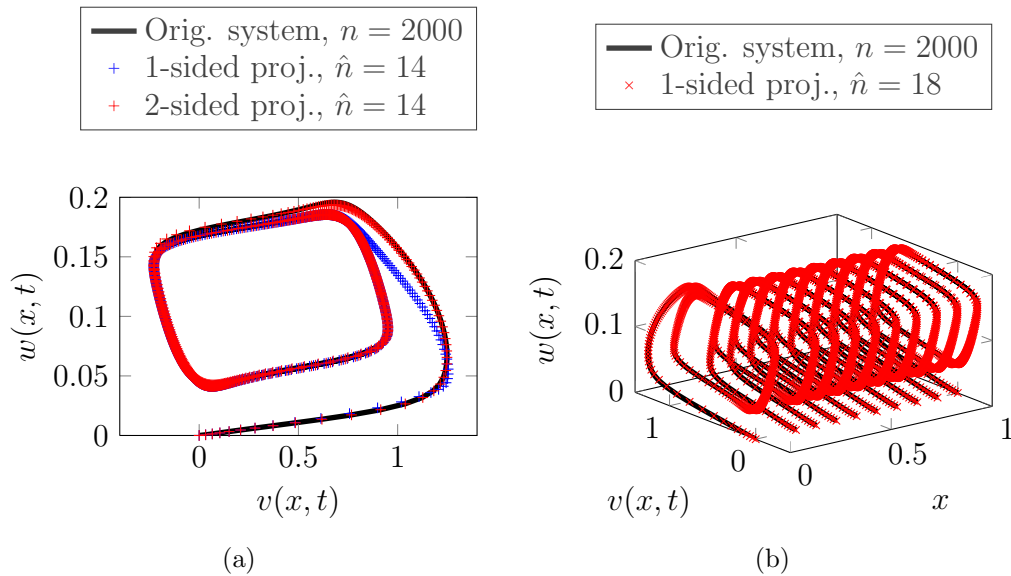 Orig. system, n = 2000
1-sided proj., n̂ = 14
2-sided proj., n̂ = 14
w(x, t)
0.2
0.15
0.1
0.05
0
0
0.5
1
v(x, t)
(a)
Orig. system, n = 2000
1-sided proj., n̂ = 18
w(x, t)
0.2
0.1
0
1
0
v(x, t)
0
0.5
1
x
(b)